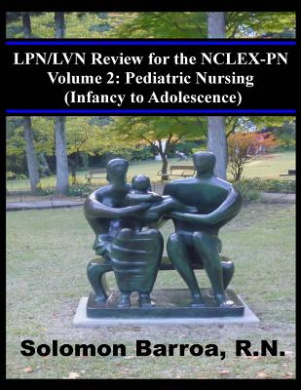 LPN/LVN Review for the NCLEX-PN
Volume 2: Pediatric Nursing
(Infancy to Adolescence)
Solomon Barroa, R.N.